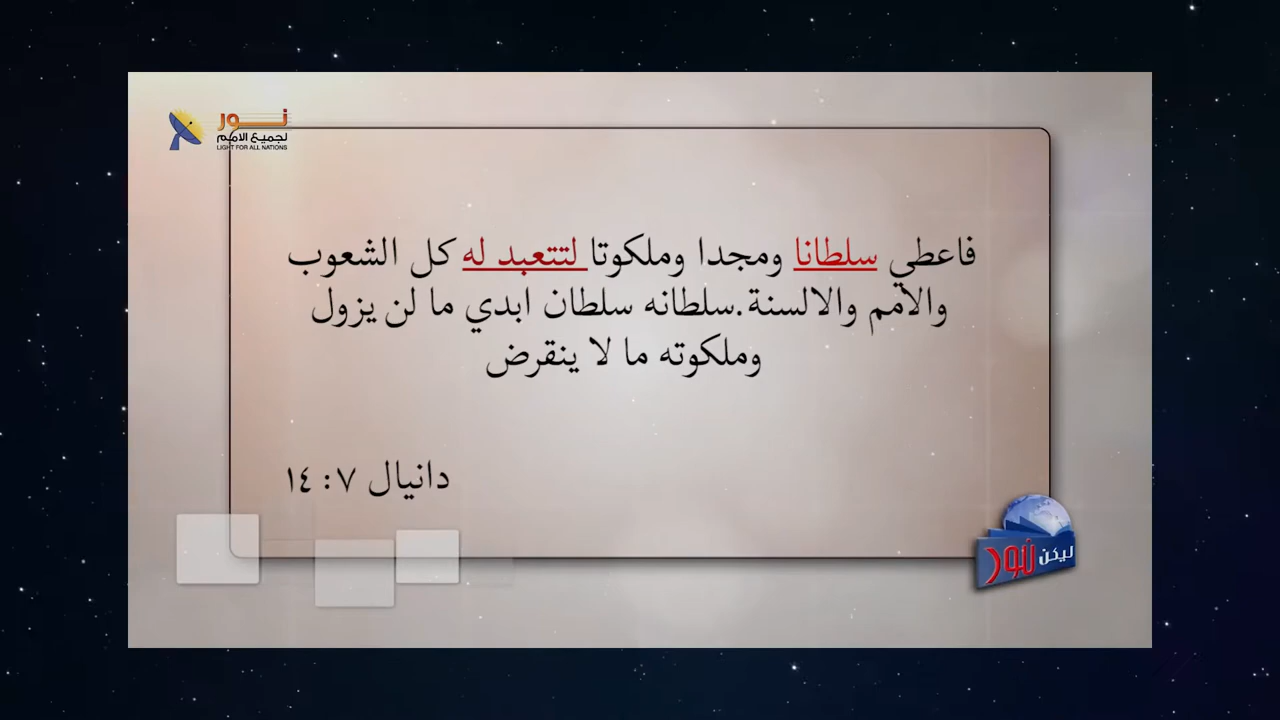 نور
لجميع الامم
LIGHT FOR ALL NATIONS
فاعطي سلطانا ومجدا وملكوتا لتتعبد له كل الشعوب
والامم والالسنة.سلطانه سلطان ابدي ما لن يزول
وملكوته ما لا ينقرض
دانيال ٧: ١٤
ليكن نور